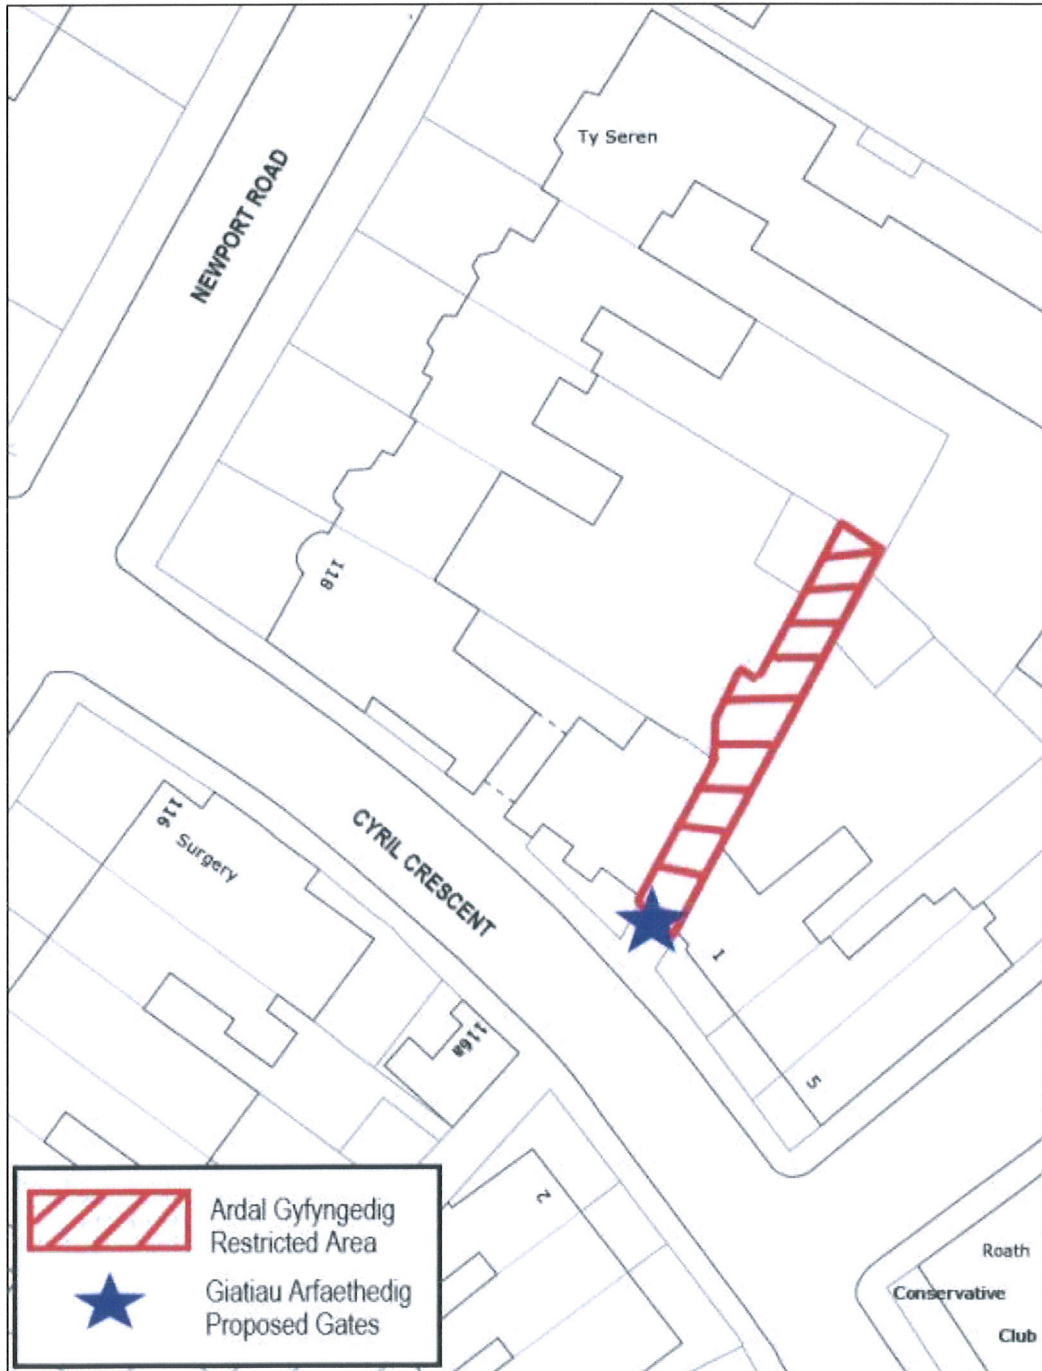 Ty Seren
NEWPORT ROAD
118
CYRIL CRESCENT
116
Surgery
1
116a
5
2
Ardal Gyfyngedig
Restricted Area
Giatiau Arfaethedig
Proposed Gates
Roath
Conservative
Club